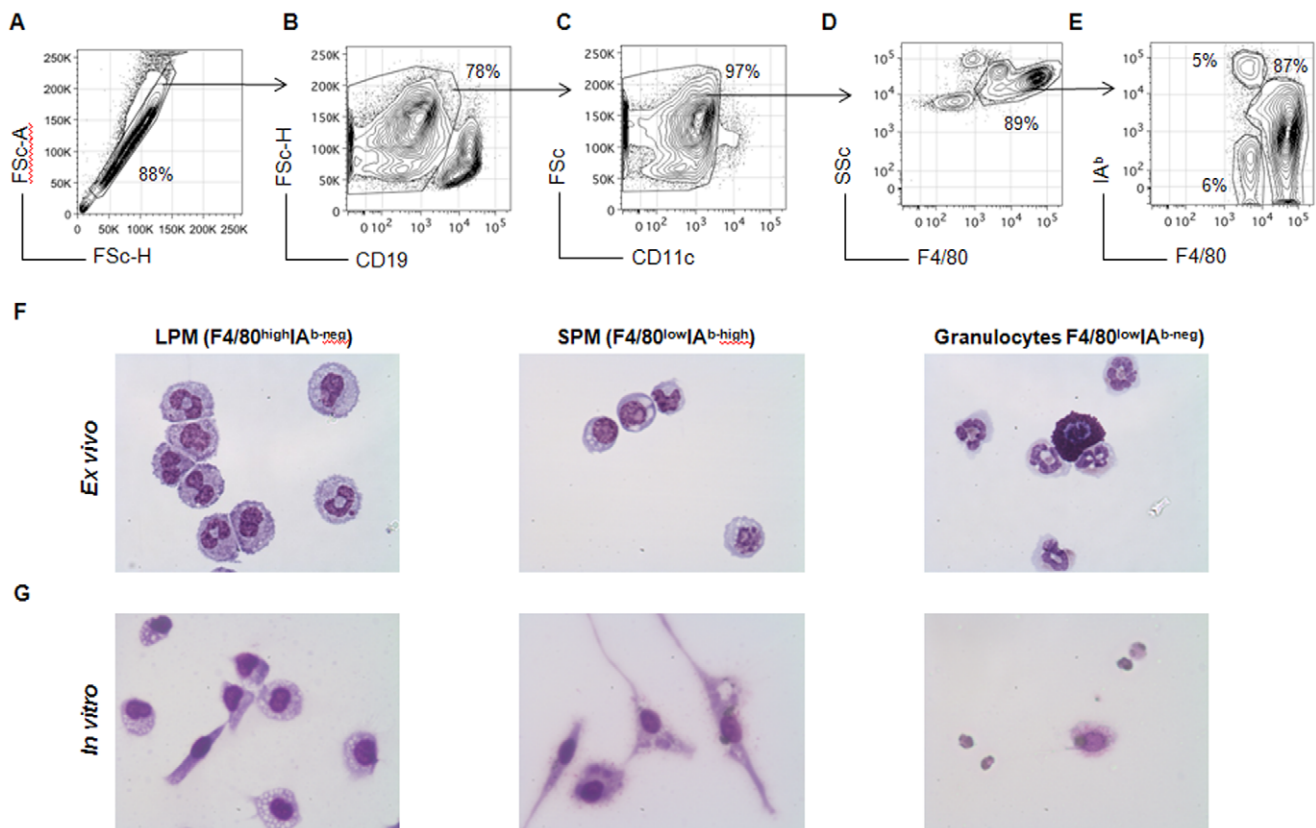 A
250K
200K
150K
100K
50K
0
88%
FSc-A
0 50K 100K 150K 200K 250K
FSc-H
B
250K
200K
150K
100K
50K
0
78%
FSc-H
0 10² 10³ 10⁴ 10⁵
CD19
C
250K
200K
150K
100K
50K
0
97%
FSc
0 10² 10³ 10⁴ 10⁵
CD11c
D
10⁵
10⁴
10³
10²
0
89%
SSc
0 10² 10³ 10⁴ 10⁵
F4/80
E
10⁵
10⁴
10³
10²
0
5%
87%
6%
IAᵇ
0 10² 10³ 10⁴ 10⁵
F4/80
F
LPM (F4/80ʰⁱᵍʰIAᵇ⁻ⁿᵉᵍ)
SPM (F4/80ˡᵒʷIAᵇ⁻ʰⁱᵍʰ)
Granulocytes F4/80ˡᵒʷIAᵇ⁻ⁿᵉᵍ)
Ex vivo
G
In vitro